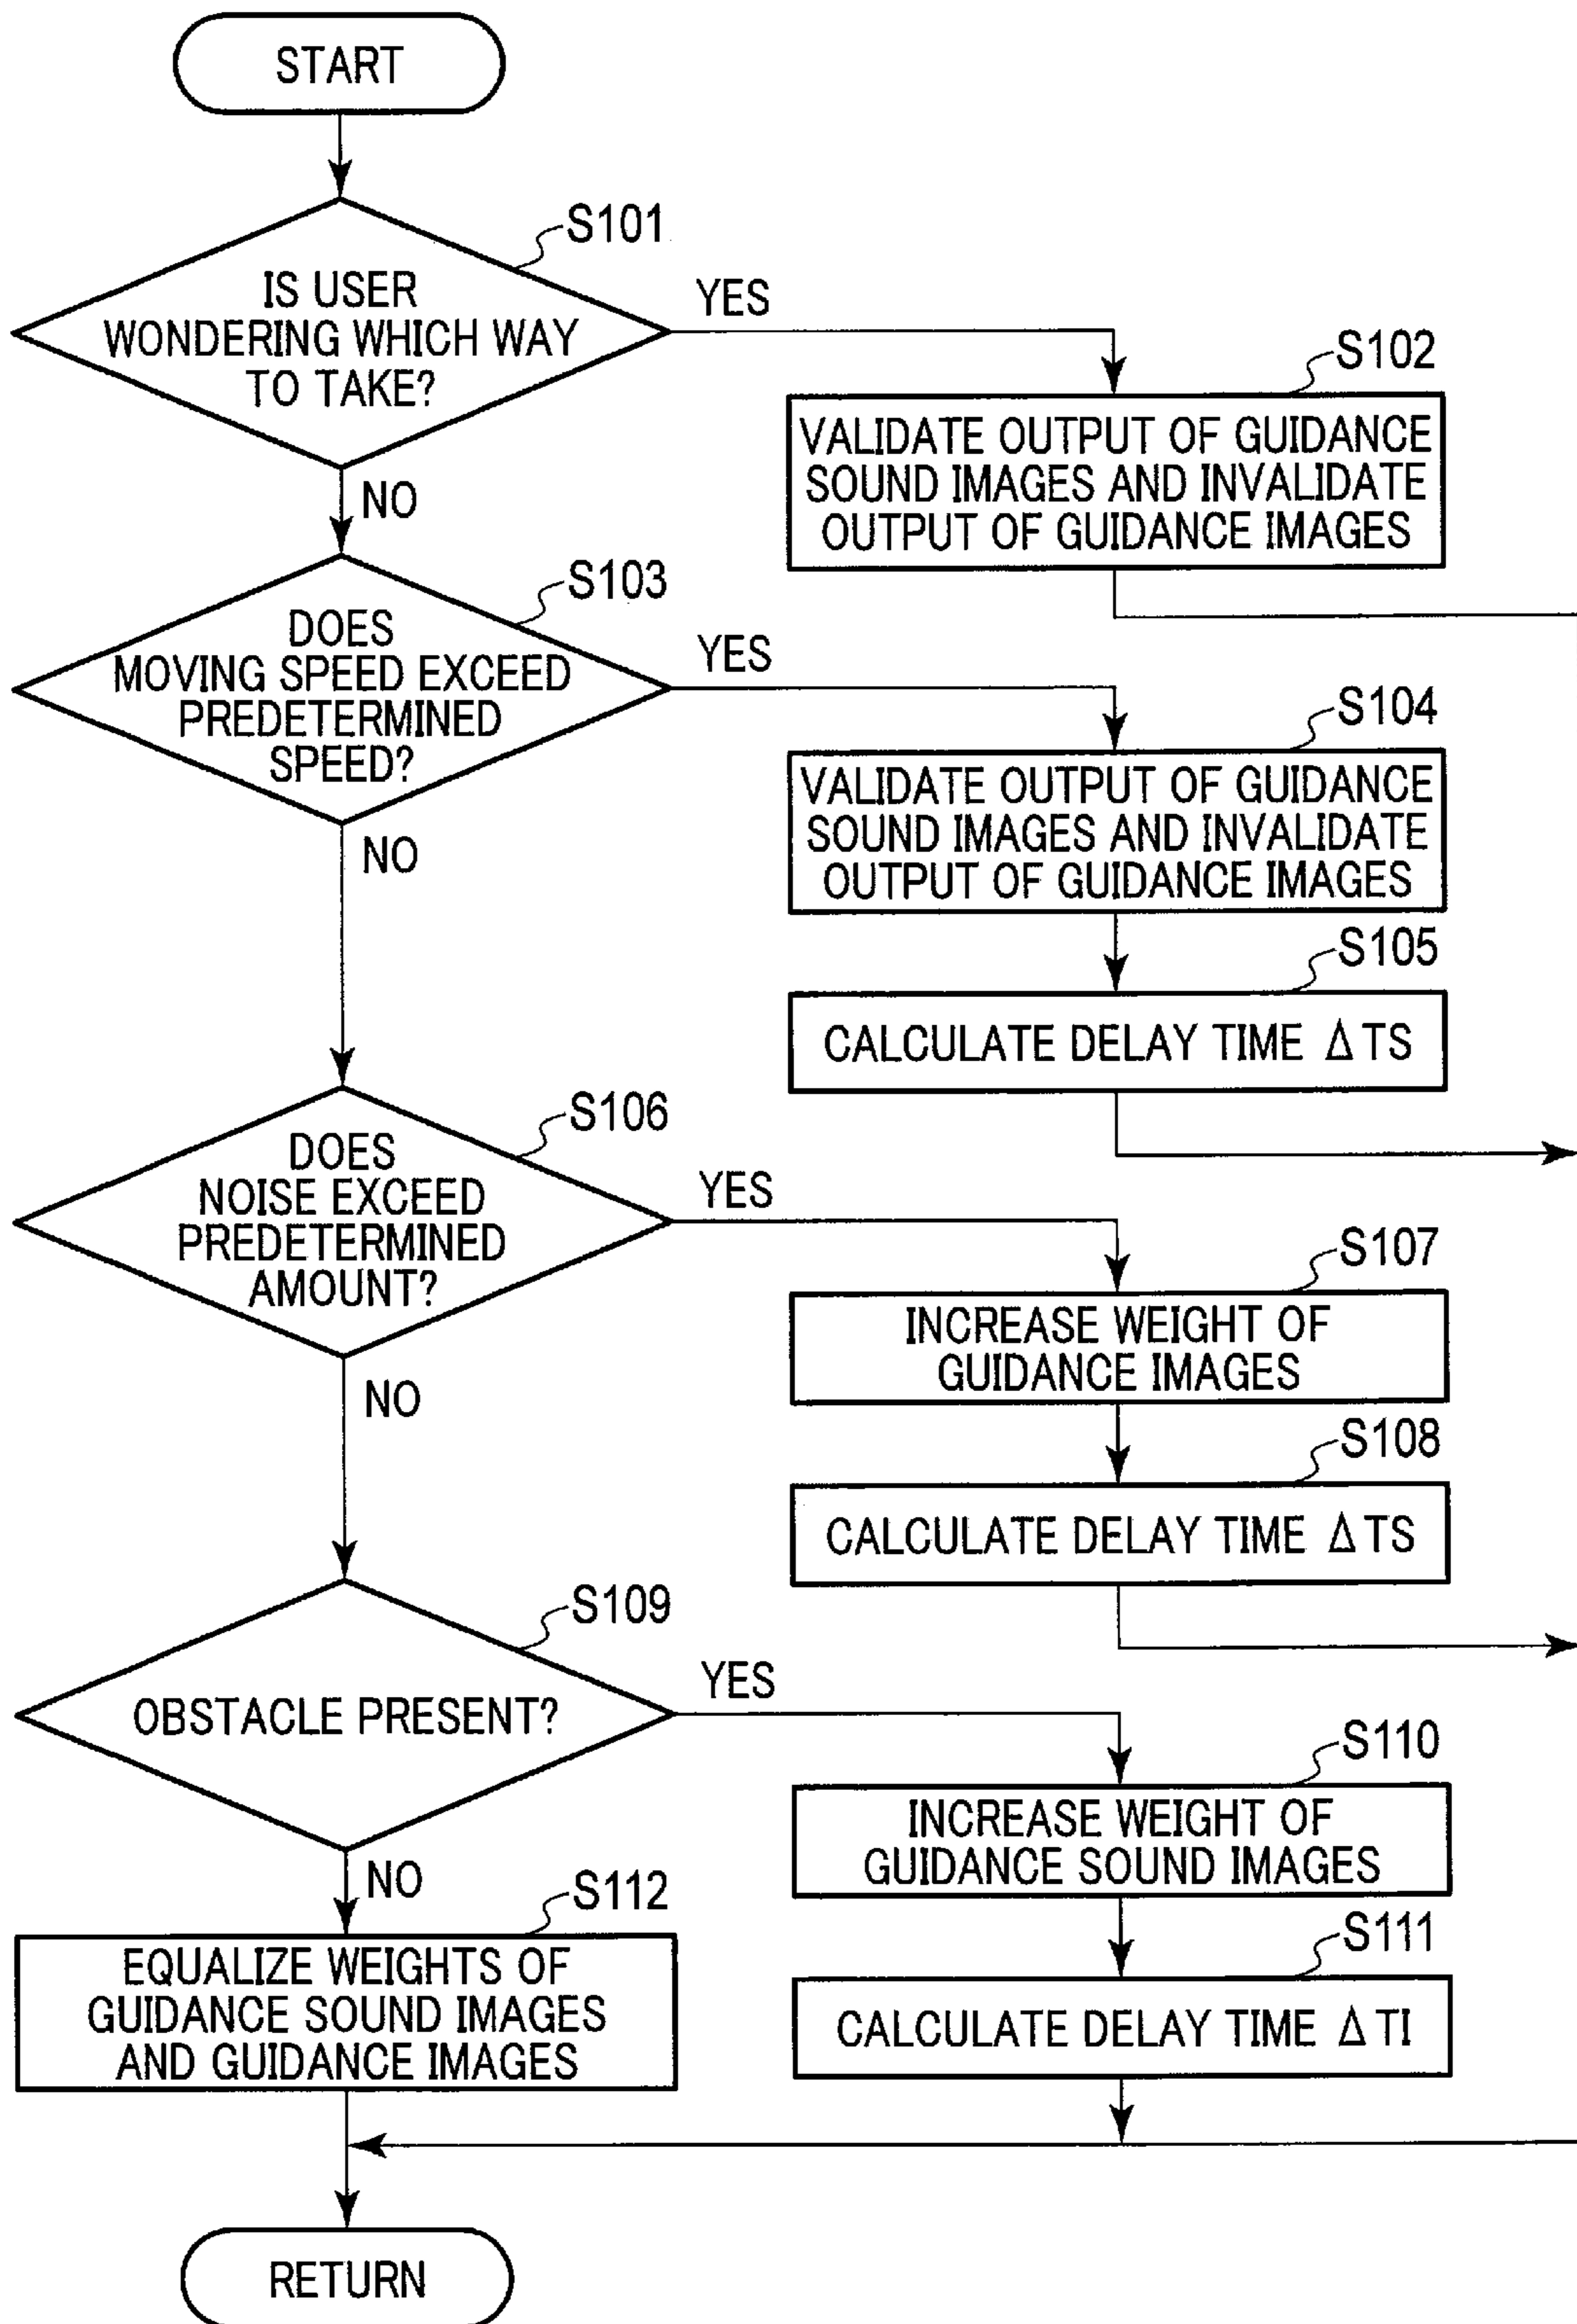 START
S101
IS USER
WONDERING WHICH WAY
TO TAKE?
YES
NO
S102
VALIDATE OUTPUT OF GUIDANCE
SOUND IMAGES AND INVALIDATE
OUTPUT OF GUIDANCE IMAGES
S103
DOES
MOVING SPEED EXCEED
PREDETERMINED
SPEED?
YES
NO
S104
VALIDATE OUTPUT OF GUIDANCE
SOUND IMAGES AND INVALIDATE
OUTPUT OF GUIDANCE IMAGES
S105
CALCULATE DELAY TIME Δ TS
S106
DOES
NOISE EXCEED
PREDETERMINED
AMOUNT?
YES
NO
S107
INCREASE WEIGHT OF
GUIDANCE IMAGES
S108
CALCULATE DELAY TIME Δ TS
S109
OBSTACLE PRESENT?
YES
NO
S110
INCREASE WEIGHT OF
GUIDANCE SOUND IMAGES
S111
CALCULATE DELAY TIME Δ TI
S112
EQUALIZE WEIGHTS OF
GUIDANCE SOUND IMAGES
AND GUIDANCE IMAGES
RETURN